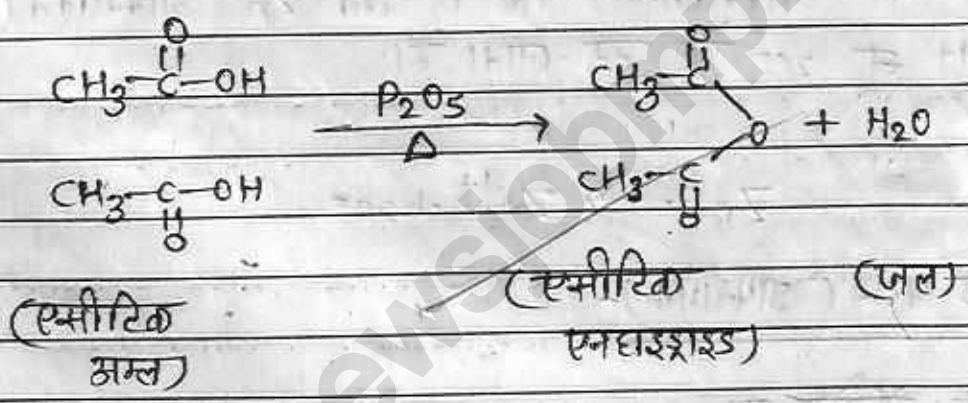 O O
CH3-C-OH CH3-C
P2O5
Δ
O + H2O
CH3-C-OH CH3-C
O O
(एसीटिक (एसीटिक (जल)
अम्ल) एनहाइड्राइड)